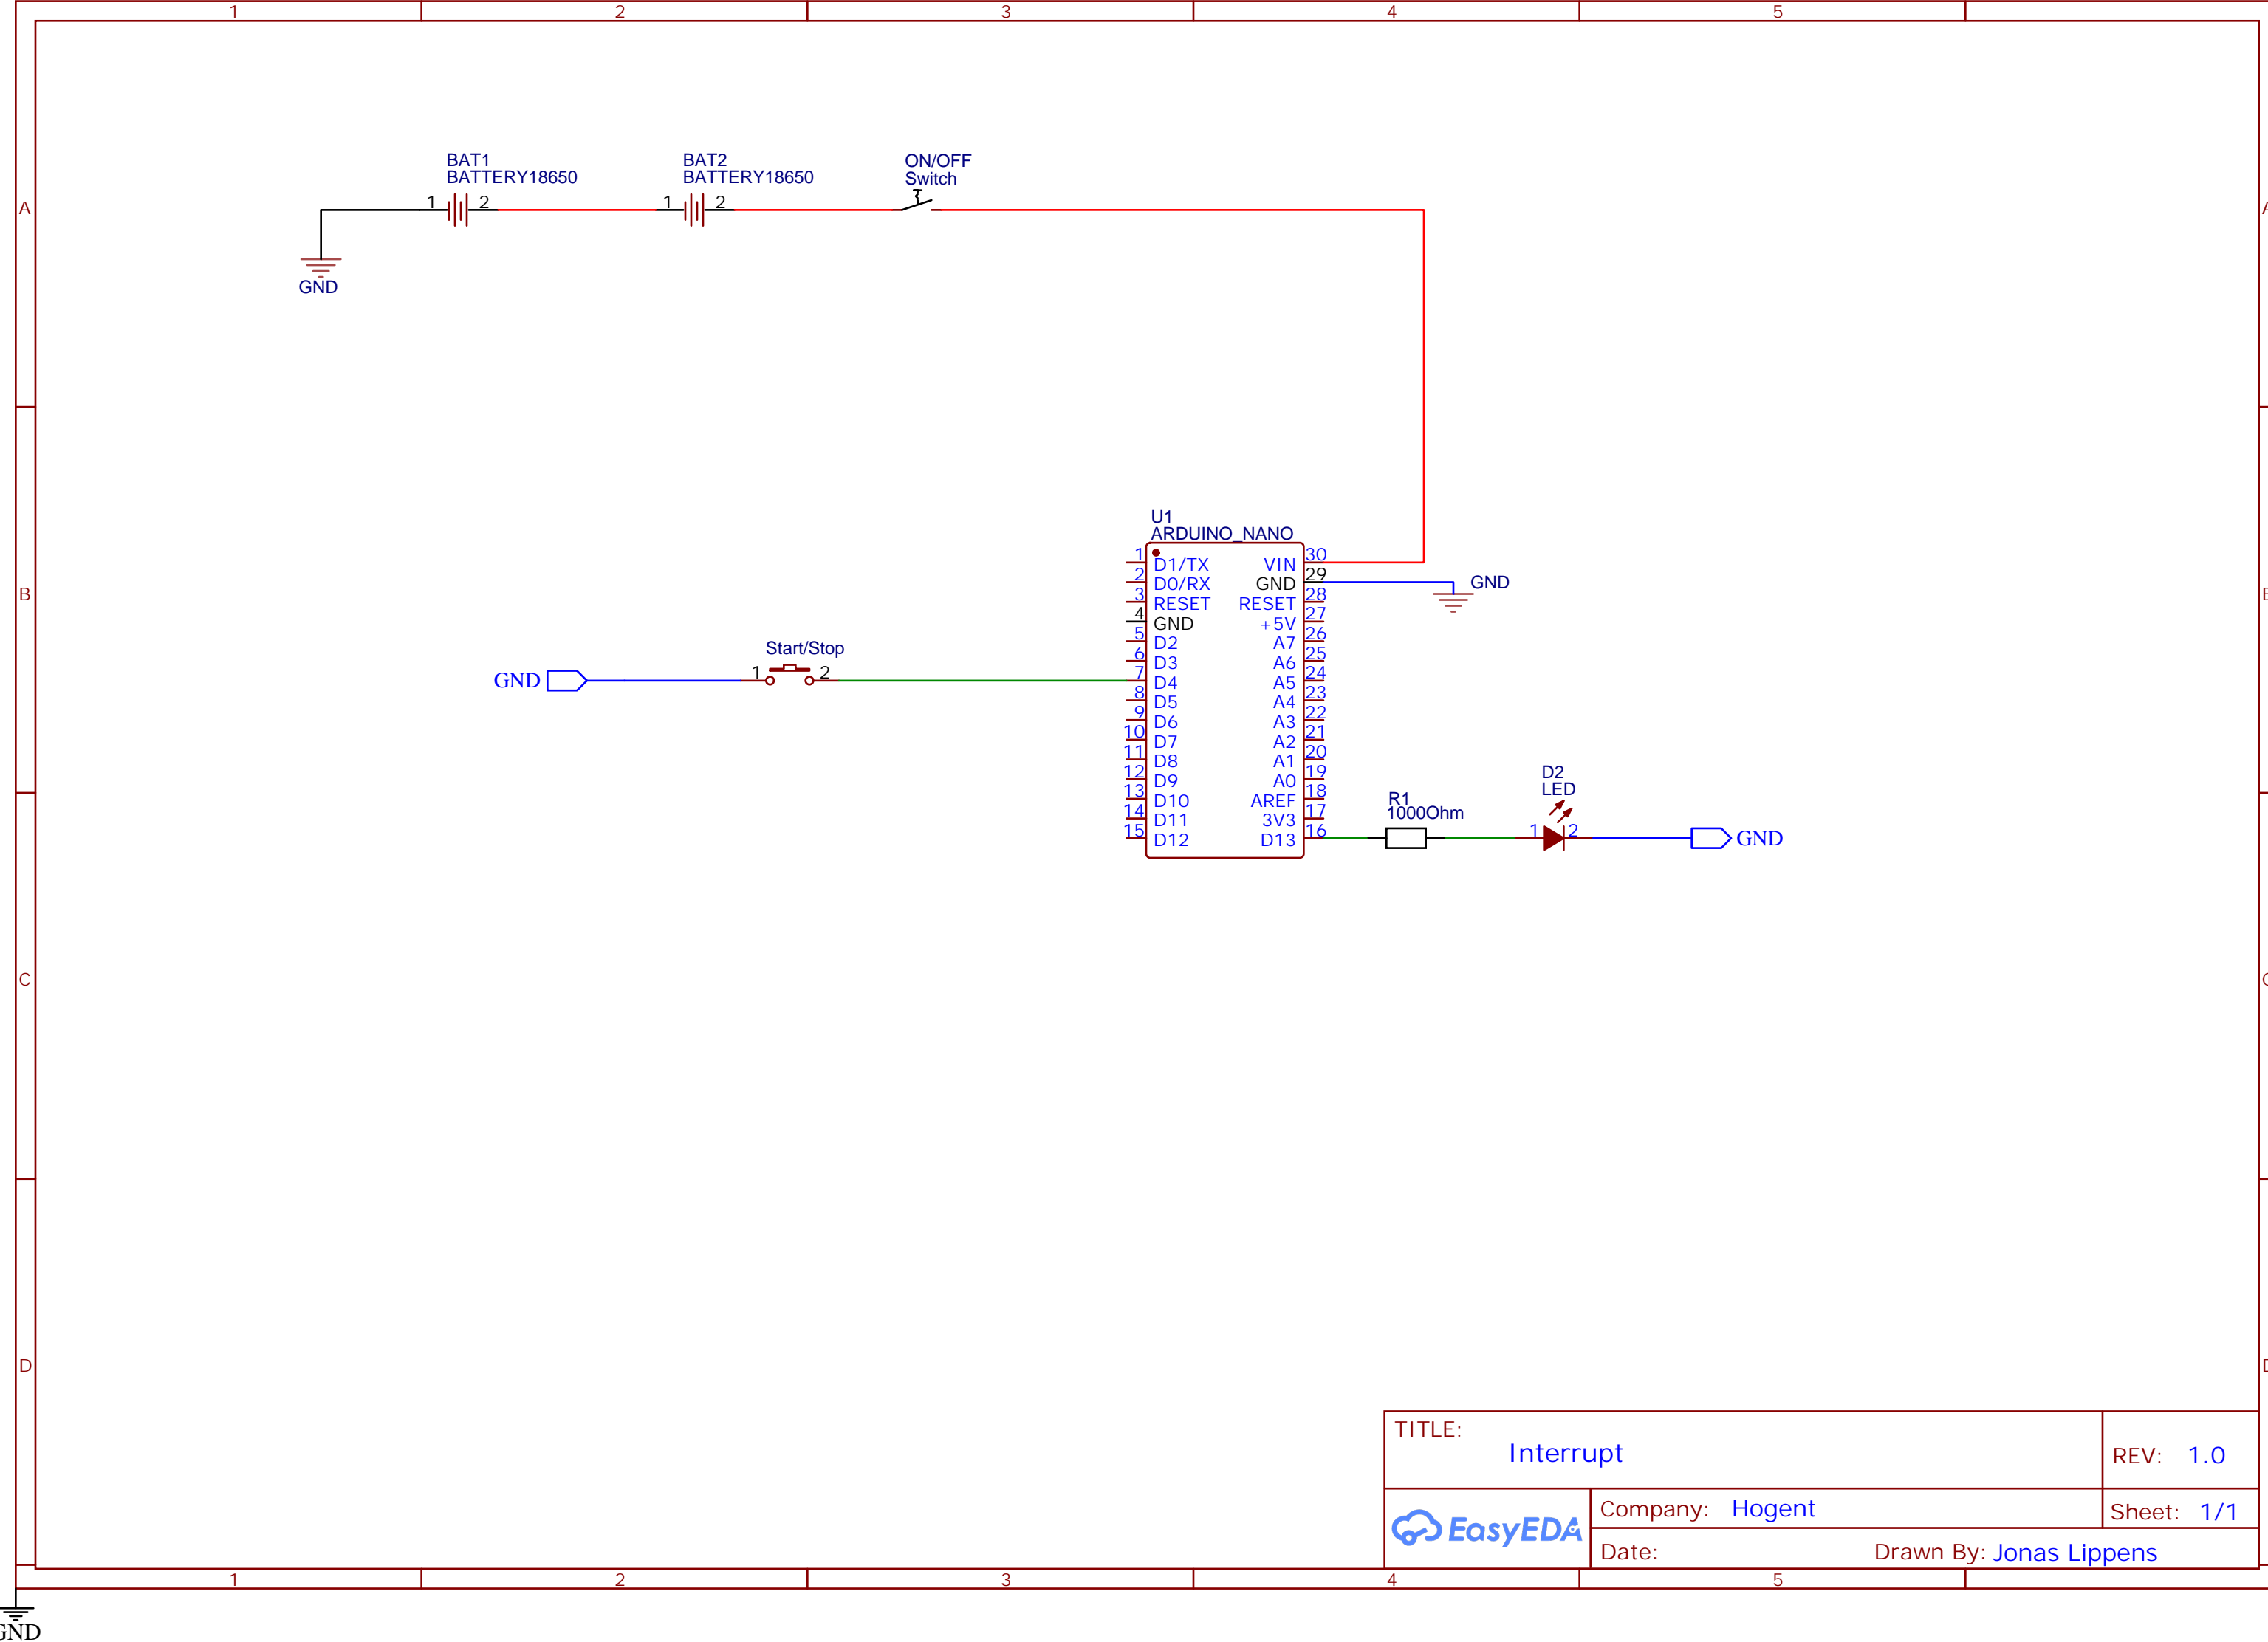 1 2 3 4 5
BAT1
BATTERY18650
1 2
BAT2
BATTERY18650
1 2
ON/OFF
Switch
A
GND
U1
ARDUINO_NANO
1 D1/TX VIN 30
2 D0/RX GND 29
3 RESET RESET 28
4 GND +5V 27
5 D2 A7 26
6 D3 A6 25
7 D4 A5 24
8 D5 A4 23
9 D6 A3 22
10 D7 A2 21
11 D8 A1 20
12 D9 A0 19
13 D10 AREF 18
14 D11 3V3 17
15 D12 D13 16
GND
B
Start/Stop
GND 1 2
R1
1000Ohm
D2
LED
1 2 GND
C
D
TITLE:
Interrupt
REV: 1.0
EasyEDA
Company: Hogent
Sheet: 1/1
Date:
Drawn By: Jonas Lippens
1 2 3 4 5
GND